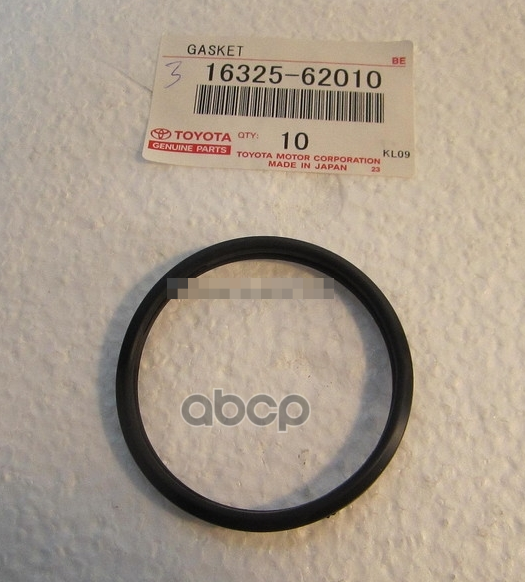 GASKET
BE
3
16325-62010
TOYOTA QTY: 10
GENUINE PARTS
TOYOTA MOTOR CORPORATION
KL09
MADE IN JAPAN
23
abcp